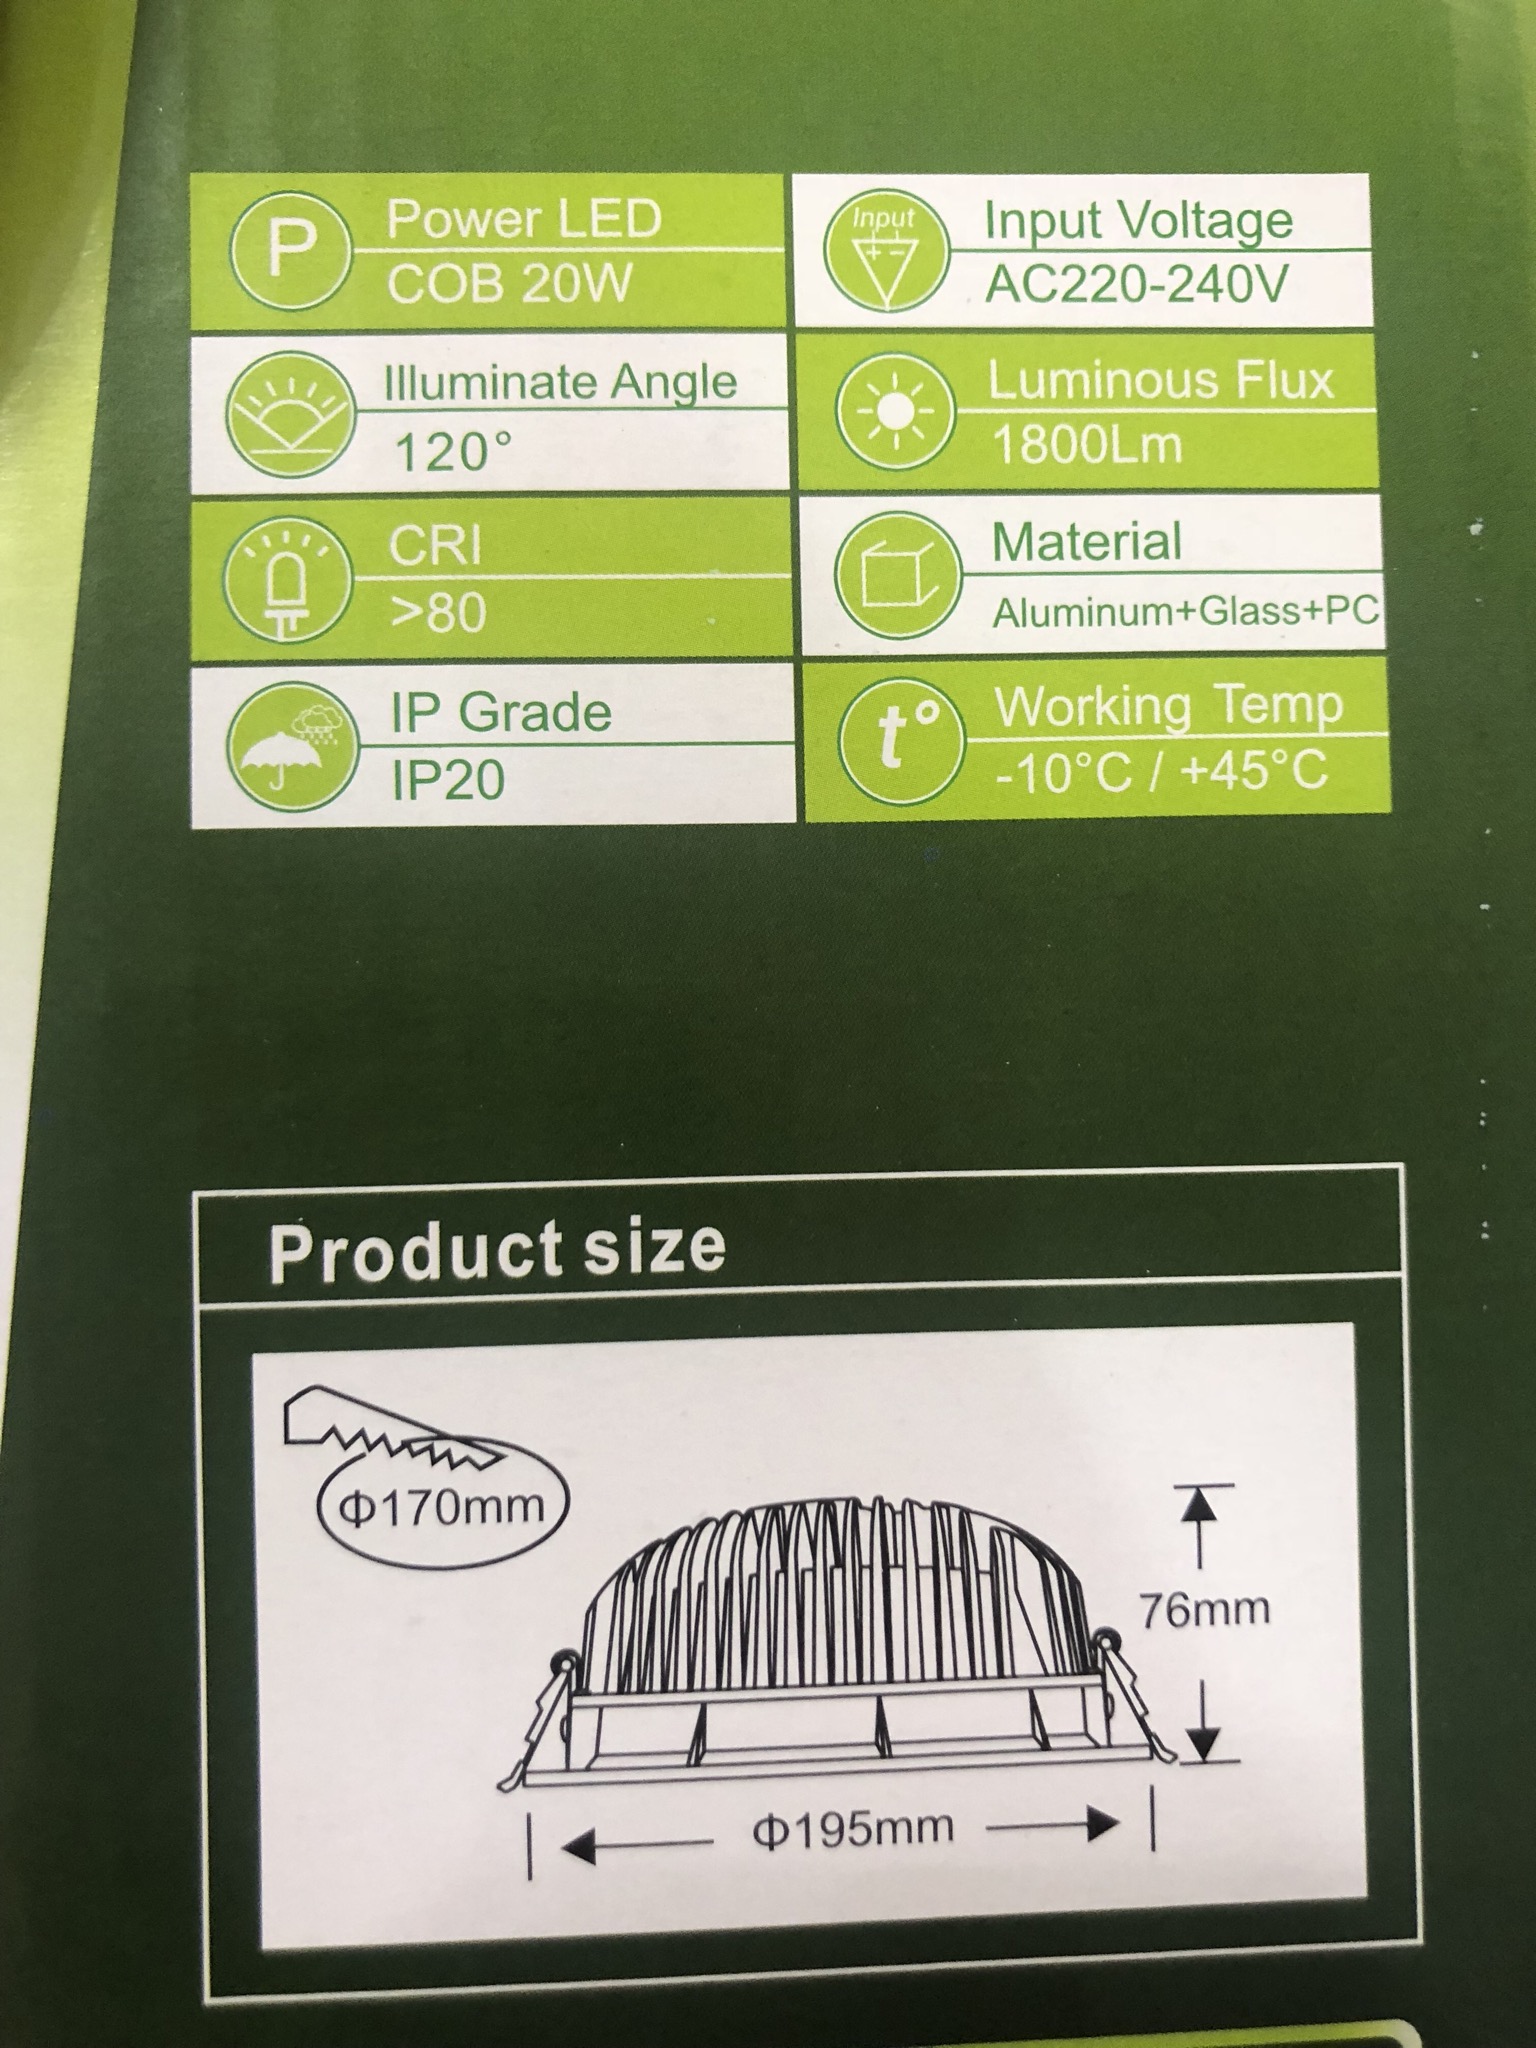 P
Power LED
COB 20W
Input
+ -
Input Voltage
AC220-240V
Illuminate Angle
120°
Luminous Flux
1800Lm
CRI
>80
Material
Aluminum+Glass+PC
IP Grade
IP20
t°
Working Temp
-10°C / +45°C
Product size
Φ170mm
76mm
Φ195mm